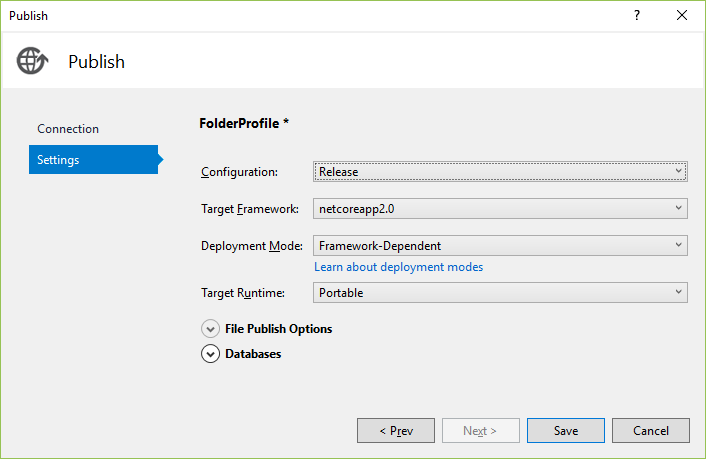 Publish
?
Publish
Connection
Settings
FolderProfile *
Configuration: Release
Target Framework: netcoreapp2.0
Deployment Mode: Framework-Dependent
Learn about deployment modes
Target Runtime: Portable
File Publish Options
Databases
< Prev Next > Save Cancel